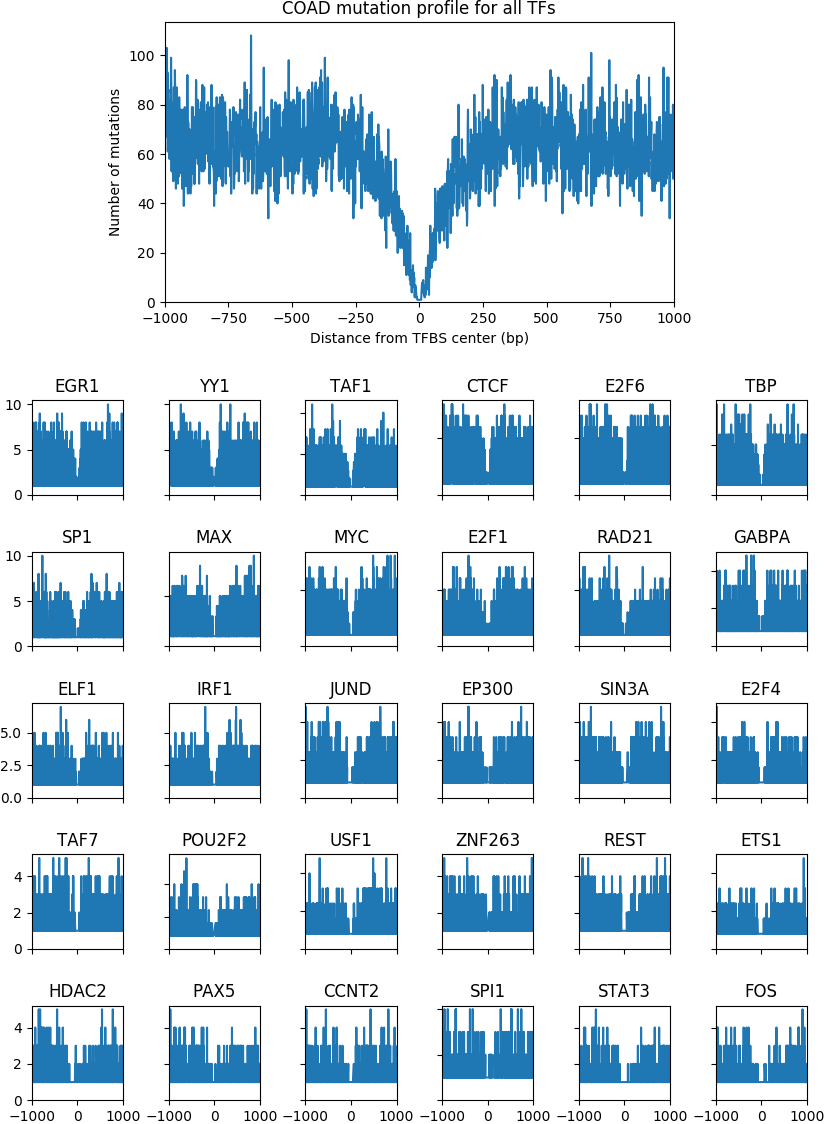 COAD mutation profile for all TFs
100
80
60
40
20
0
Number of mutations
−1000 −750 −500 −250 0 250 500 750 1000
Distance from TFBS center (bp)
EGR1 YY1 TAF1 CTCF E2F6 TBP
10
5
0
SP1 MAX MYC E2F1 RAD21 GABPA
10
5
0
ELF1 IRF1 JUND EP300 SIN3A E2F4
5.0
2.5
0.0
TAF7 POU2F2 USF1 ZNF263 REST ETS1
4
2
0
HDAC2 PAX5 CCNT2 SPI1 STAT3 FOS
4
2
0
−1000 0 1000 −1000 0 1000 −1000 0 1000 −1000 0 1000 −1000 0 1000 −1000 0 1000